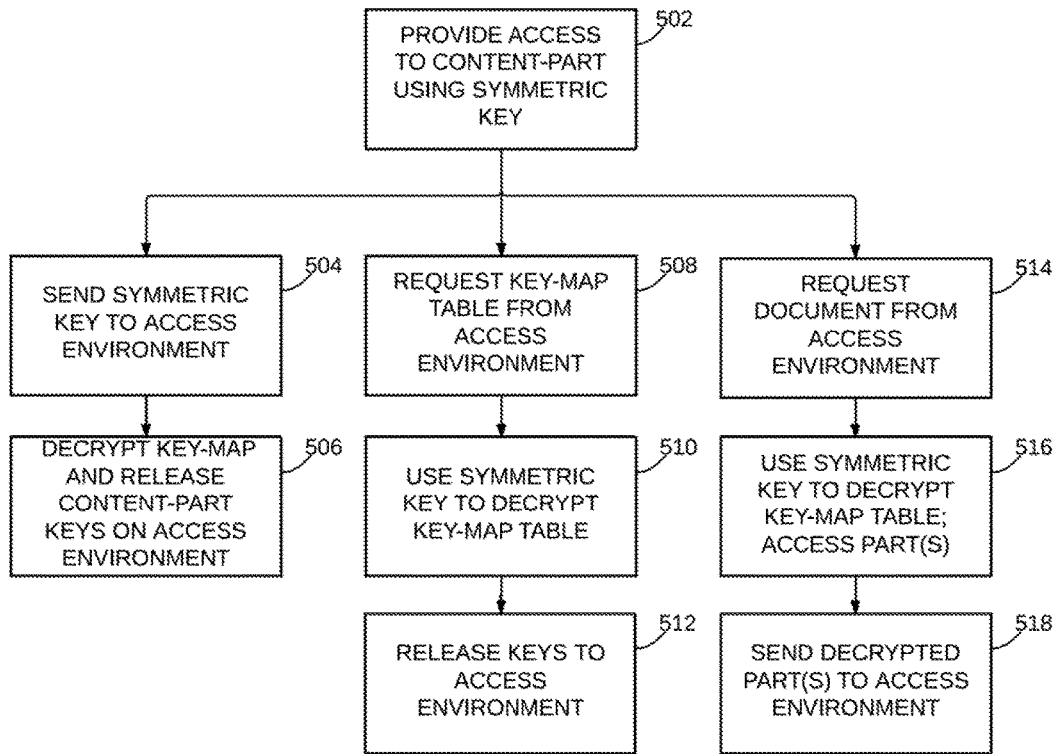 PROVIDE ACCESS
TO CONTENT-PART
USING SYMMETRIC
KEY
502
SEND SYMMETRIC
KEY TO ACCESS
ENVIRONMENT
504
REQUEST KEY-MAP
TABLE FROM
ACCESS
ENVIRONMENT
508
REQUEST
DOCUMENT FROM
ACCESS
ENVIRONMENT
514
DECRYPT KEY-MAP
AND RELEASE
CONTENT-PART
KEYS ON ACCESS
ENVIRONMENT
506
USE SYMMETRIC
KEY TO DECRYPT
KEY-MAP TABLE
510
USE SYMMETRIC
KEY TO DECRYPT
KEY-MAP TABLE;
ACCESS PART(S)
516
RELEASE KEYS TO
ACCESS
ENVIRONMENT
512
SEND DECRYPTED
PART(S) TO ACCESS
ENVIRONMENT
518